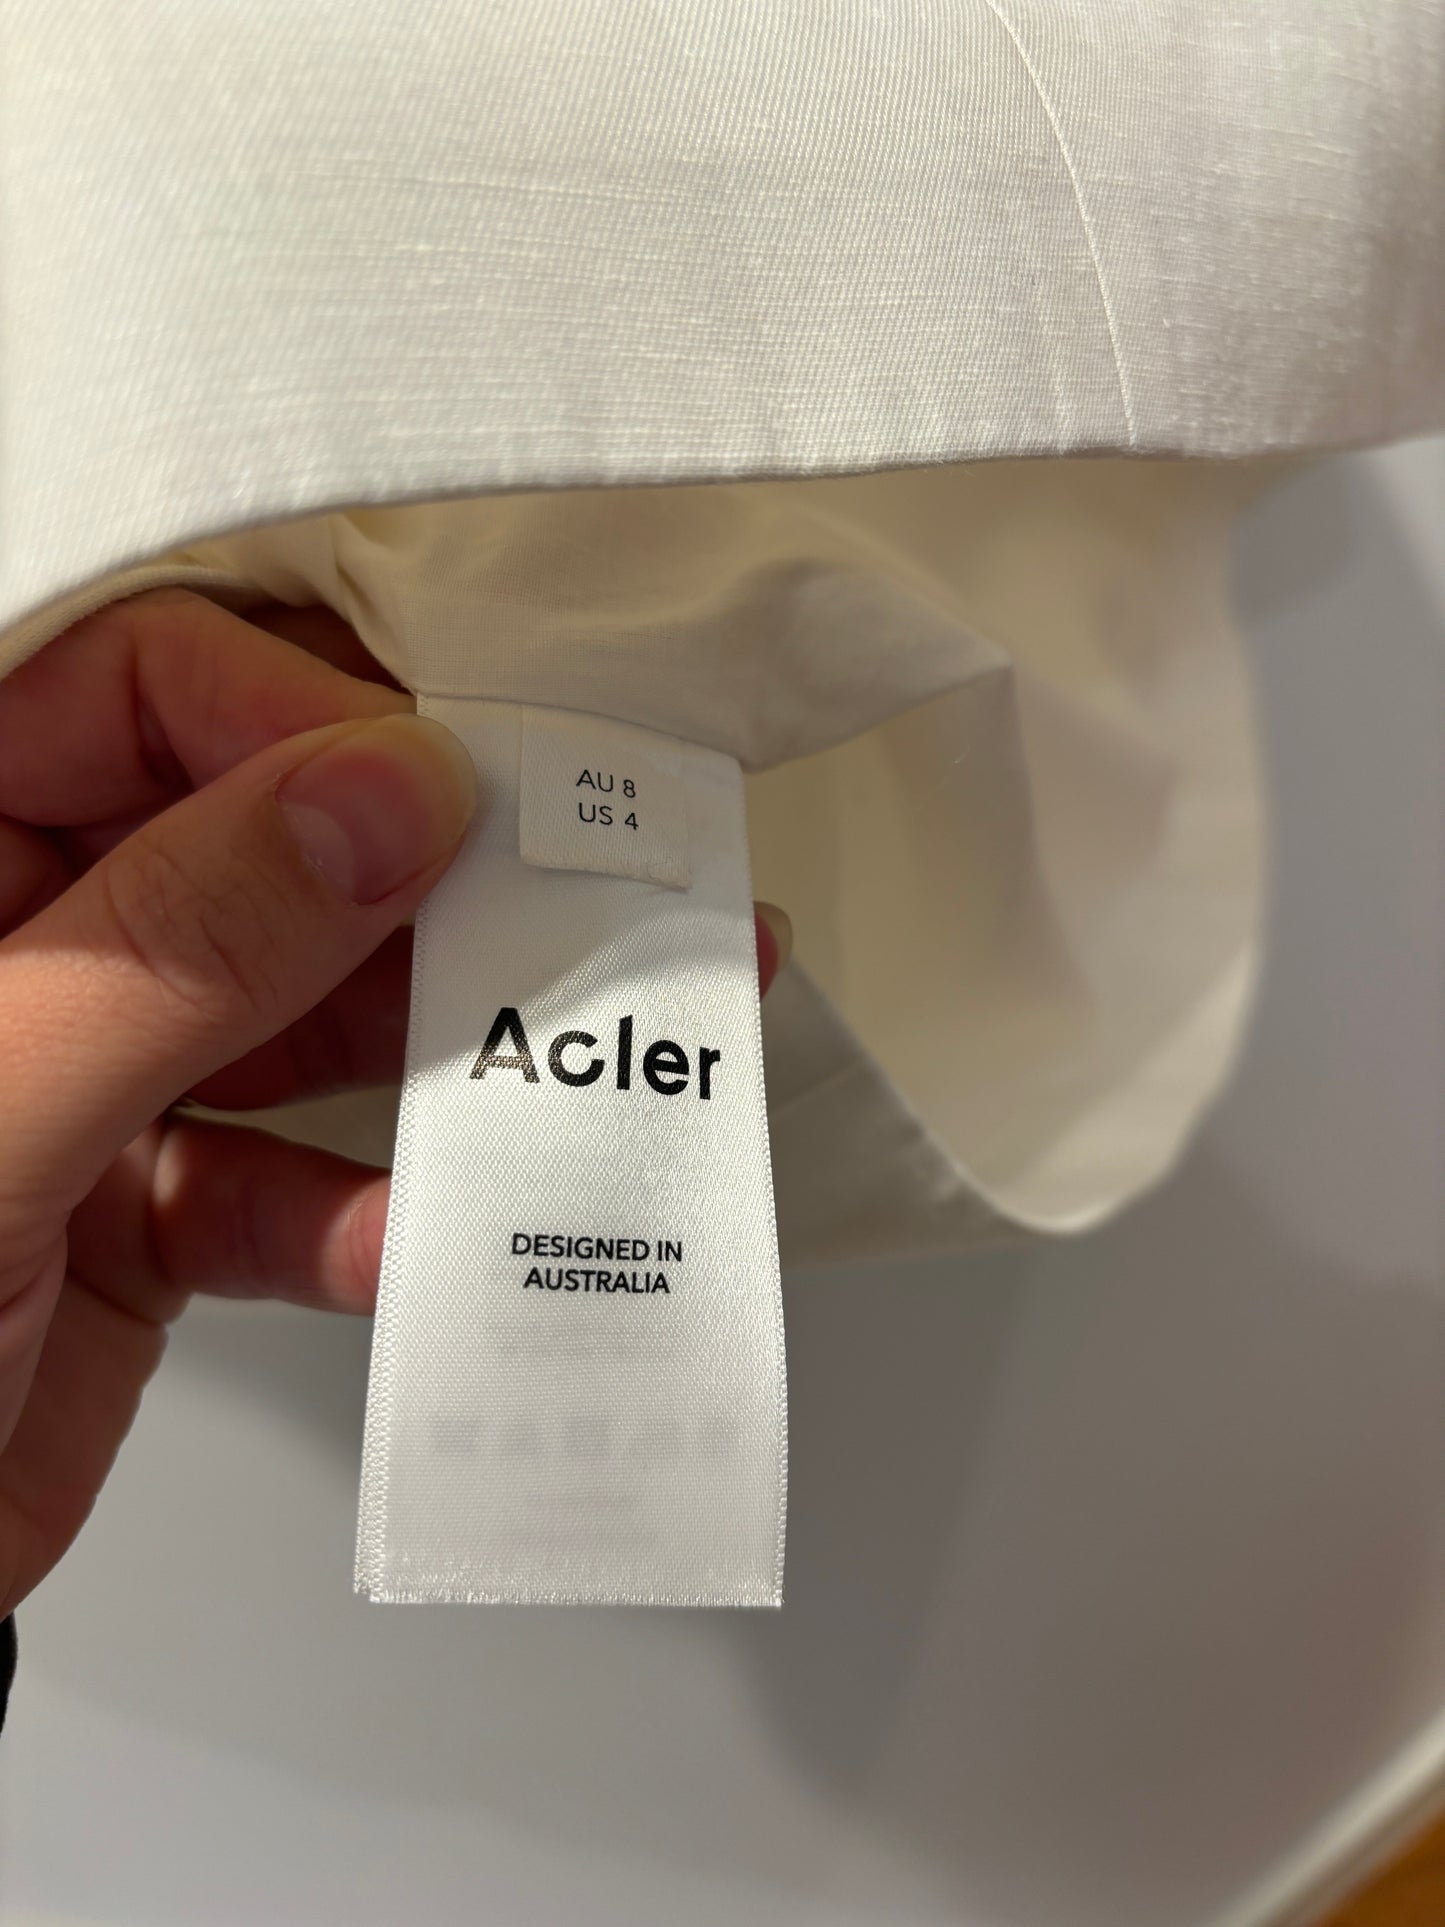 AU 8
US 4
Acler
DESIGNED IN
AUSTRALIA